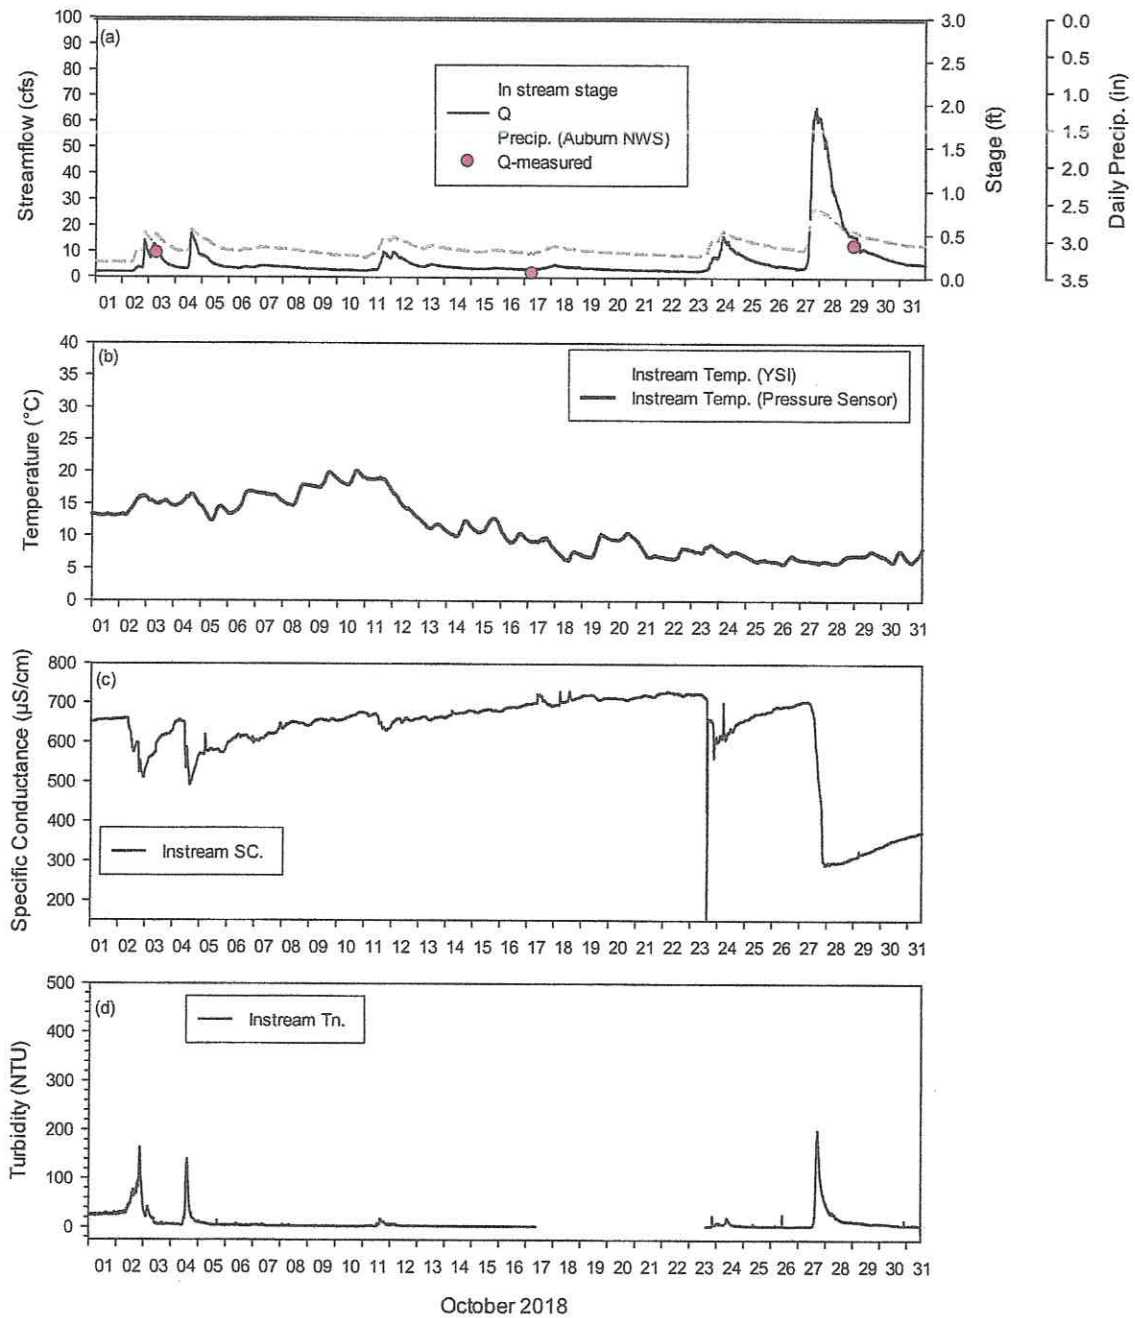 (a)
100
90
80
70
60
50
40
30
20
10
0
Streamflow (cfs)
In stream stage
Q
Precip. (Auburn NWS)
Q-measured
3.0
2.5
2.0
1.5
1.0
0.5
0.0
Stage (ft)
0.0
0.5
1.0
1.5
2.0
2.5
3.0
3.5
Daily Precip. (in)
01 02 03 04 05 06 07 08 09 10 11 12 13 14 15 16 17 18 19 20 21 22 23 24 25 26 27 28 29 30 31
(b)
40
35
30
25
20
15
10
5
0
Temperature (°C)
Instream Temp. (YSI)
Instream Temp. (Pressure Sensor)
01 02 03 04 05 06 07 08 09 10 11 12 13 14 15 16 17 18 19 20 21 22 23 24 25 26 27 28 29 30 31
(c)
800
700
600
500
400
300
200
Specific Conductance (µS/cm)
Instream SC.
01 02 03 04 05 06 07 08 09 10 11 12 13 14 15 16 17 18 19 20 21 22 23 24 25 26 27 28 29 30 31
(d)
500
400
300
200
100
0
Turbidity (NTU)
Instream Tn.
01 02 03 04 05 06 07 08 09 10 11 12 13 14 15 16 17 18 19 20 21 22 23 24 25 26 27 28 29 30 31
October 2018